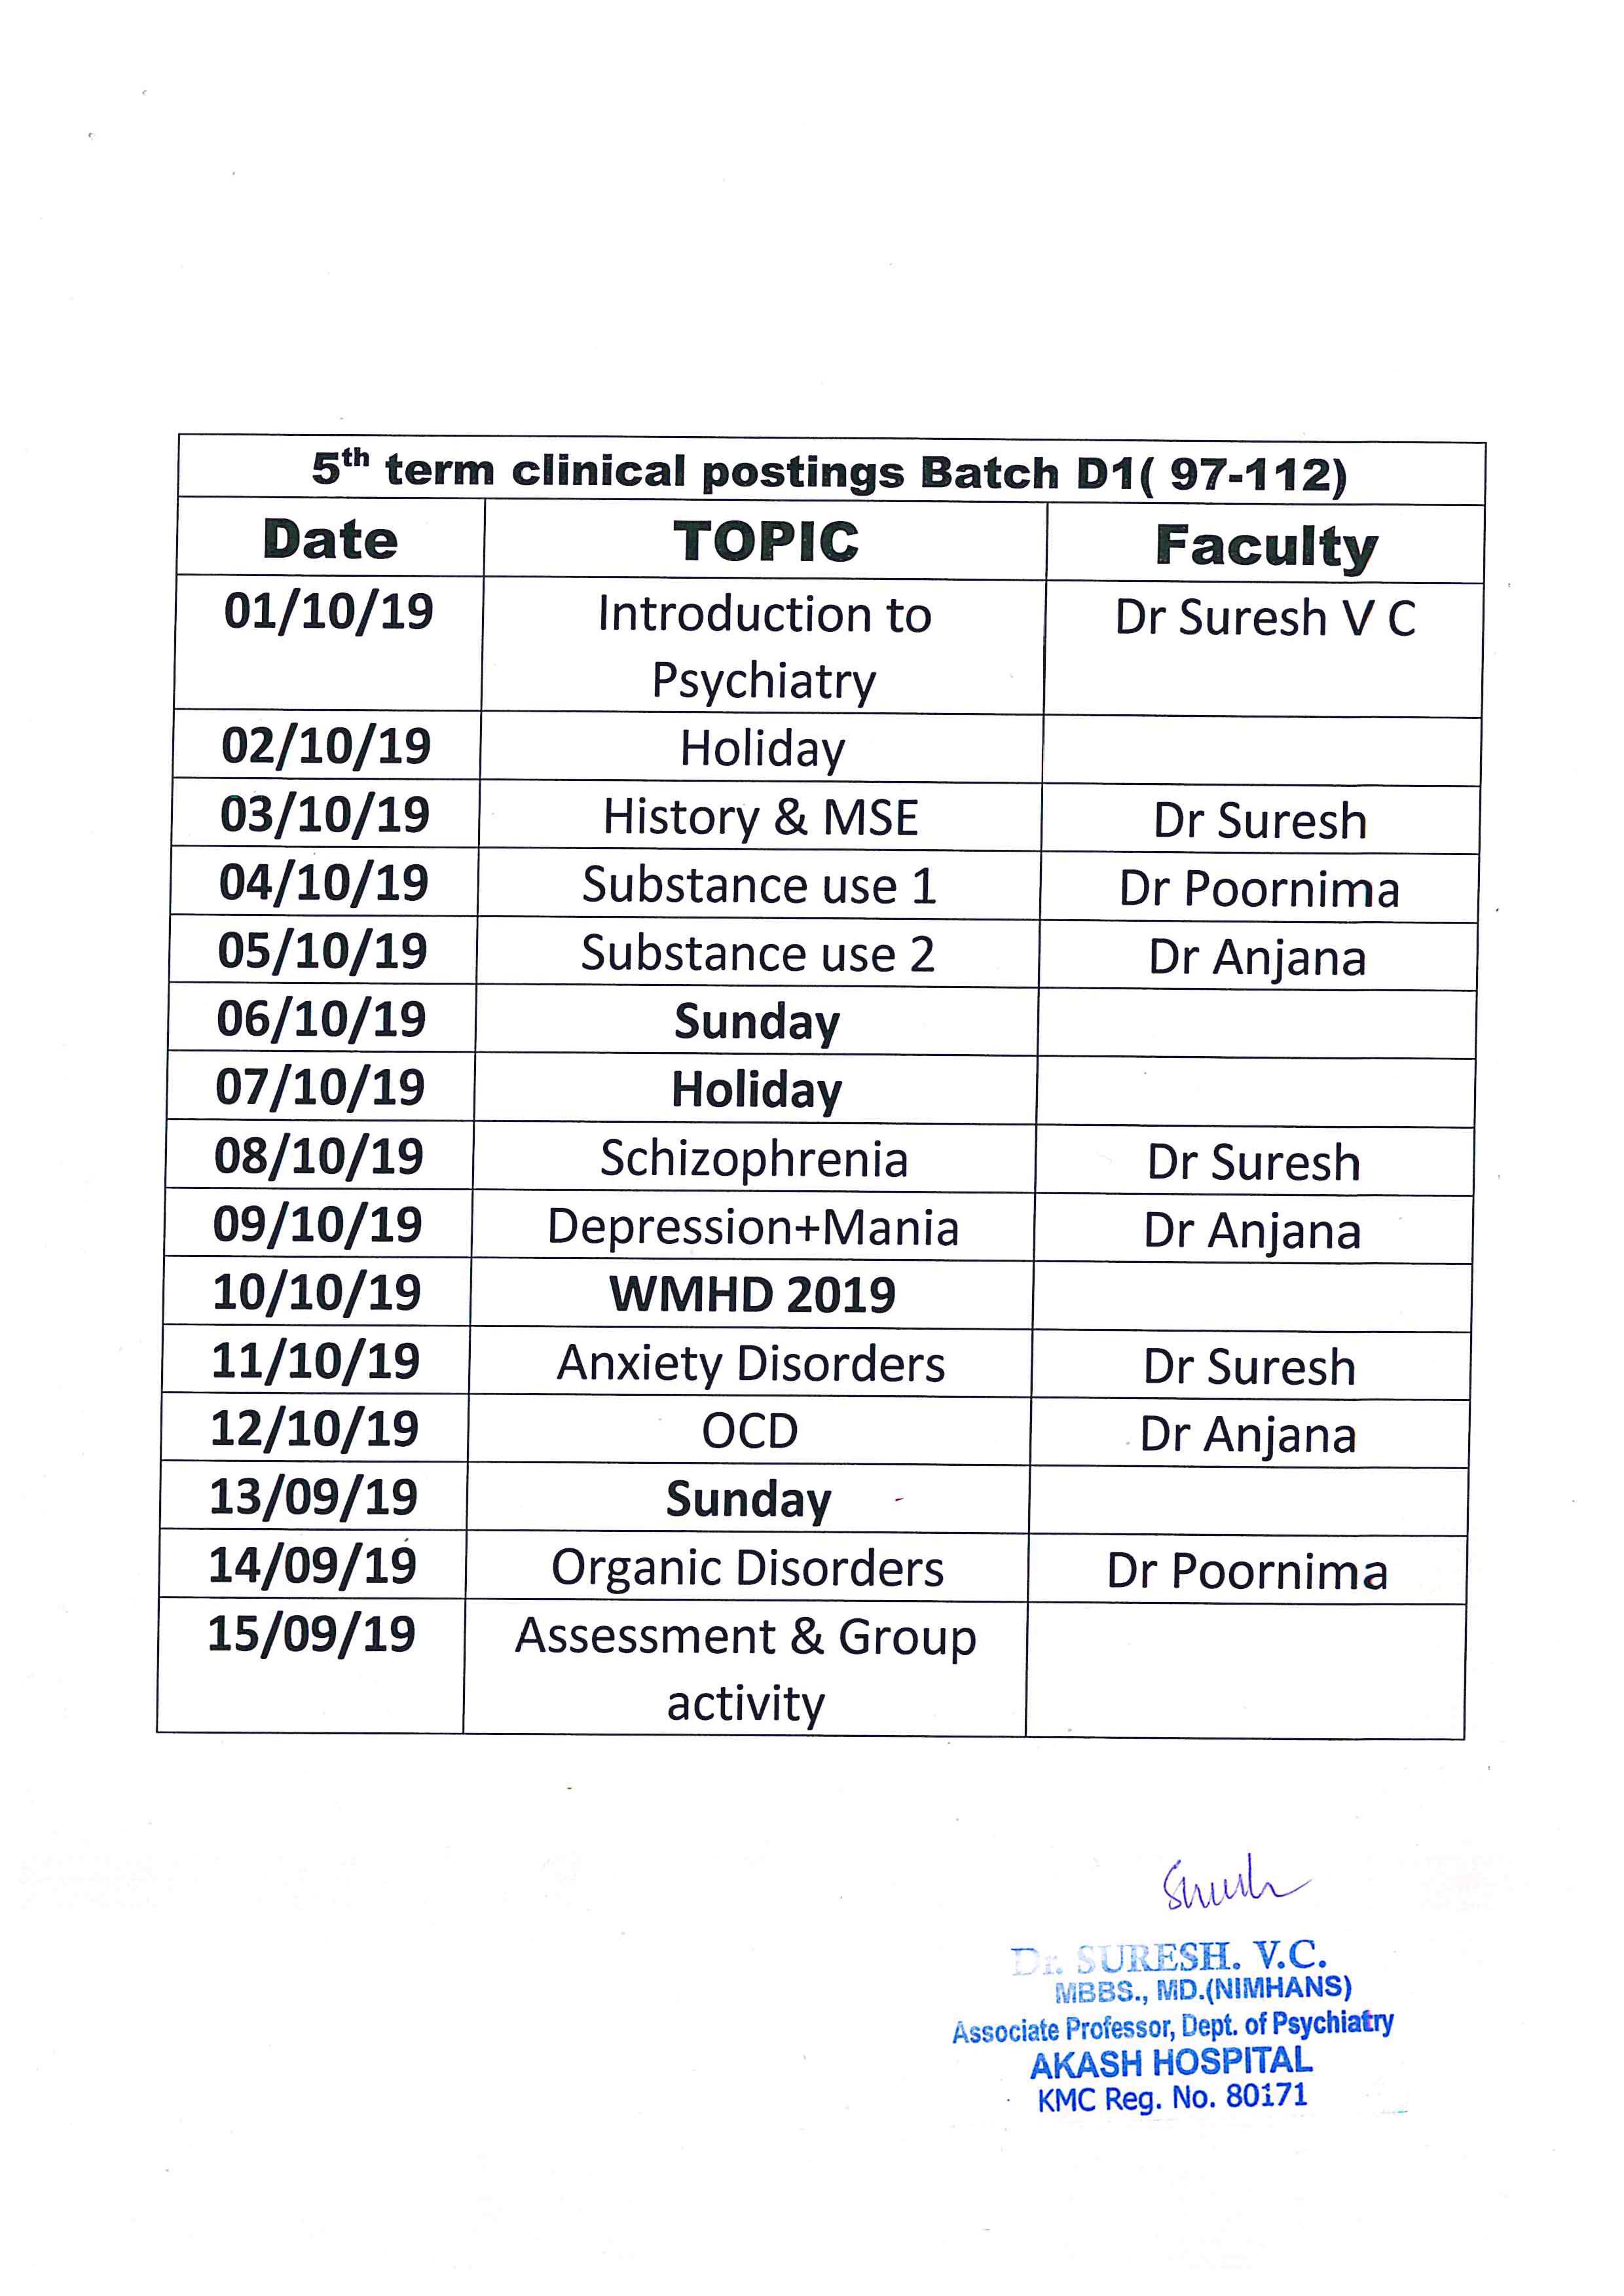 5th term clinical postings Batch D1( 97-112)
Date TOPIC Faculty
01/10/19 Introduction to Dr Suresh V C
Psychiatry
02/10/19 Holiday
03/10/19 History & MSE Dr Suresh
04/10/19 Substance use 1 Dr Poornima
05/10/19 Substance use 2 Dr Anjana
06/10/19 Sunday
07/10/19 Holiday
08/10/19 Schizophrenia Dr Suresh
09/10/19 Depression+Mania Dr Anjana
10/10/19 WMHD 2019
11/10/19 Anxiety Disorders Dr Suresh
12/10/19 OCD Dr Anjana
13/09/19 Sunday
14/09/19 Organic Disorders Dr Poornima
15/09/19 Assessment & Group
activity
Suresh
Dr. SURESH. V.C.
MBBS., MD.(NIMHANS)
Associate Professor, Dept. of Psychiatry
AKASH HOSPITAL
KMC Reg. No. 80171